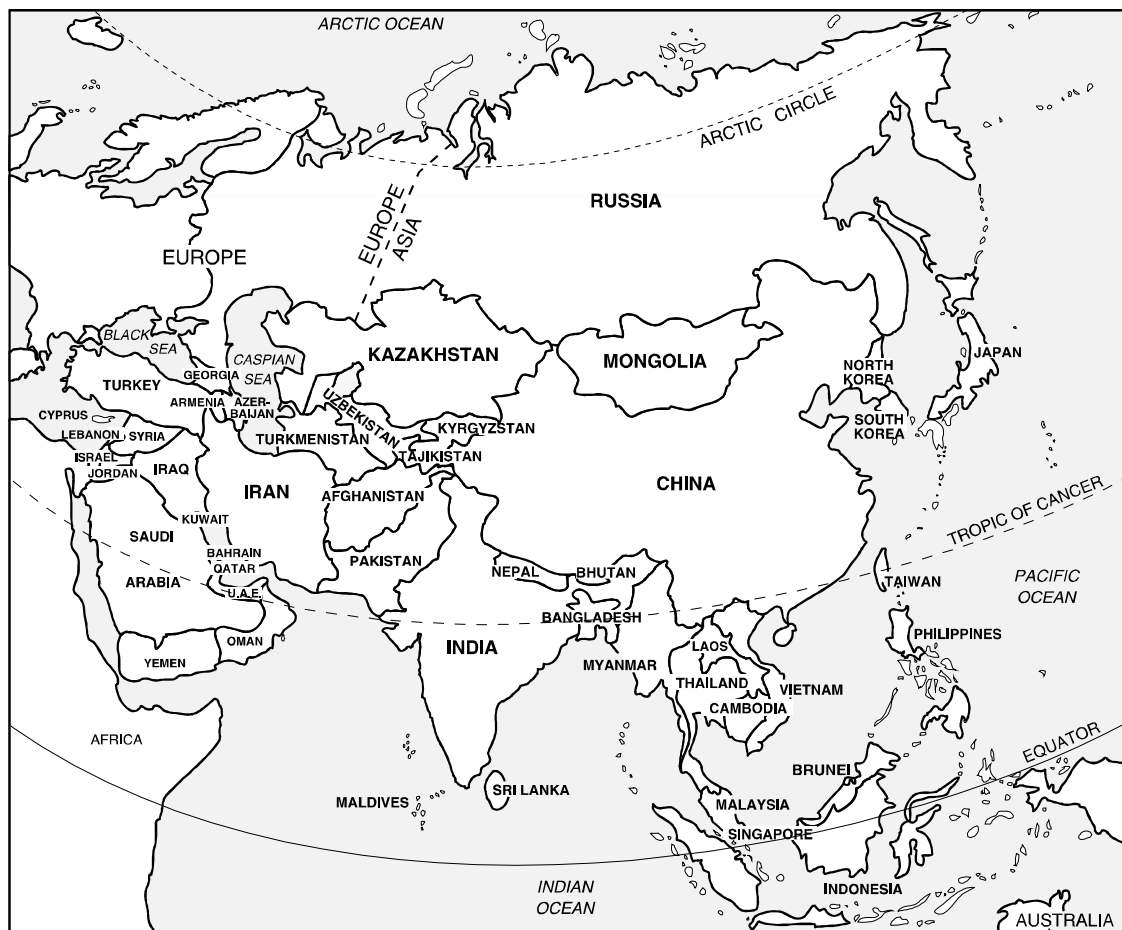 ARCTIC OCEAN
ARCTIC CIRCLE
RUSSIA
EUROPE
ASIA
EUROPE
BLACK
SEA
CASPIAN
SEA
KAZAKHSTAN
MONGOLIA
NORTH
KOREA
JAPAN
GEORGIA
TURKEY
ARMENIA
AZER-
BAIJAN
UZBEKISTAN
CYPRUS
SOUTH
KOREA
LEBANON
SYRIA
TURKMENISTAN
KYRGYZSTAN
ISRAEL
JORDAN
IRAQ
TAJIKISTAN
IRAN
AFGHANISTAN
CHINA
TROPIC OF CANCER
KUWAIT
SAUDI
ARABIA
BAHRAIN
QATAR
PAKISTAN
NEPAL
BHUTAN
U.A.E.
TAIWAN
PACIFIC
OCEAN
BANGLADESH
OMAN
YEMEN
INDIA
MYANMAR
LAOS
PHILIPPINES
THAILAND
VIETNAM
CAMBODIA
AFRICA
EQUATOR
BRUNEI
SRI LANKA
MALDIVES
MALAYSIA
SINGAPORE
INDIAN
OCEAN
INDONESIA
AUSTRALIA